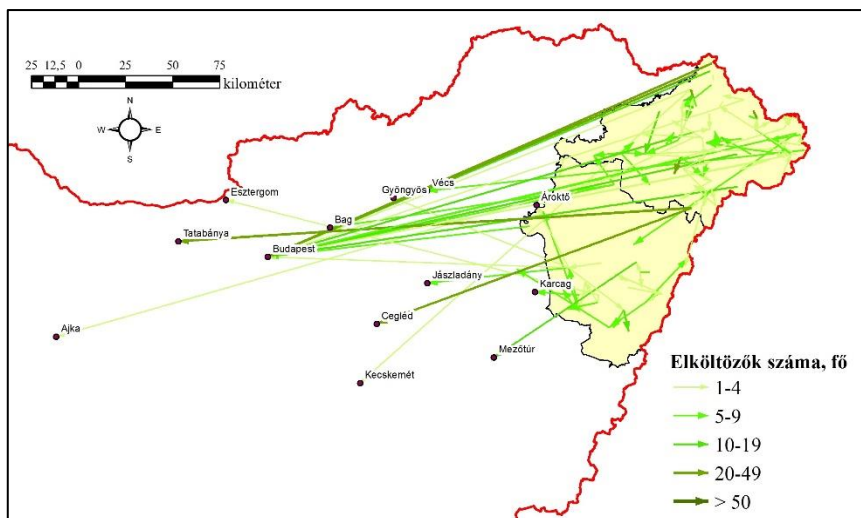 25 12,5 0 25 50 75
kilométer
N
W E
S
Esztergom
Gyöngyös
Vécs
Ároktő
Bag
Tatabánya
Budapest
Jászladány
Karcag
Cegléd
Ajka
Mezőtúr
Kecskemét
Elköltözők száma, fő
1-4
5-9
10-19
20-49
> 50